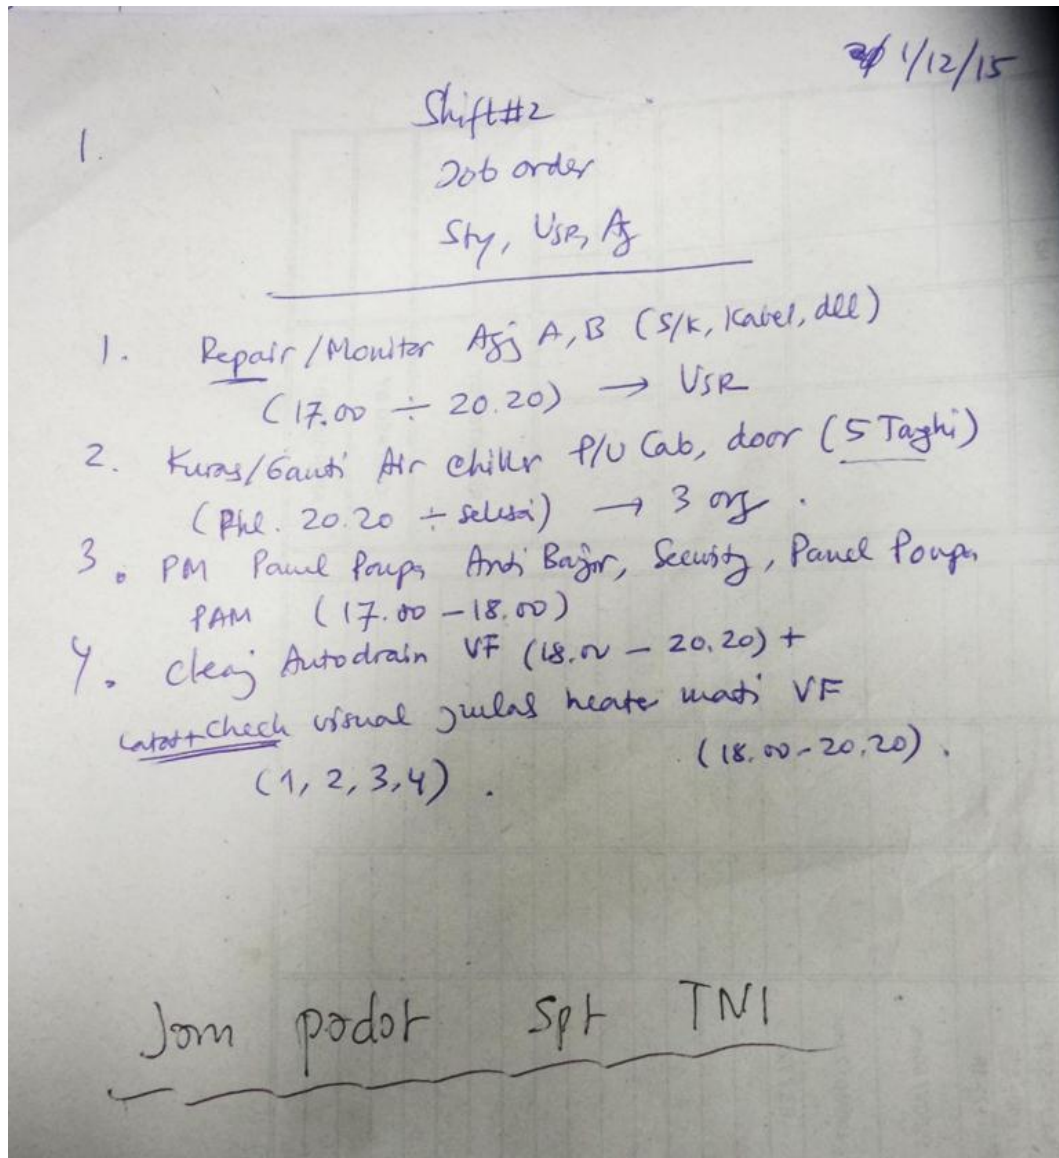 1/12/15
1.
Shift #2
Job order
Sty, USR, Aj
1. Repair/Monitor Agj A, B (S/K, Kabel, dll)
(17.00 ÷ 20.20) → USR
2. Kuras/Ganti Air chiller P/U Cab, door (5 Taghi)
(Pkl. 20.20 ÷ selesai) → 3 org.
3. PM Panel Pompa Anti Banjir, Security, Panel Pompa
PAM (17.00 - 18.00)
4. Cleaning Autodrain VF (18.00 - 20.20) +
Catat+Check visual jumlah heater mati VF
(1, 2, 3, 4). (18.00-20.20).
Jam padat Spt TNI